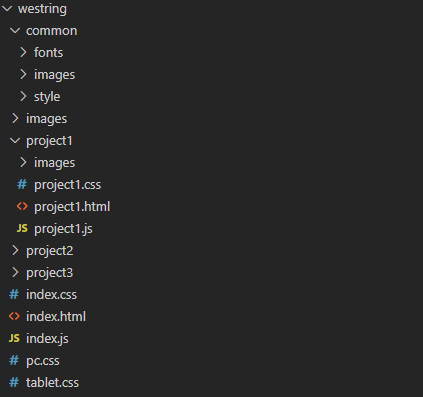 westring
common
fonts
images
style
images
project1
images
# project1.css
<> project1.html
JS project1.js
project2
project3
# index.css
<> index.html
JS index.js
# pc.css
# tablet.css